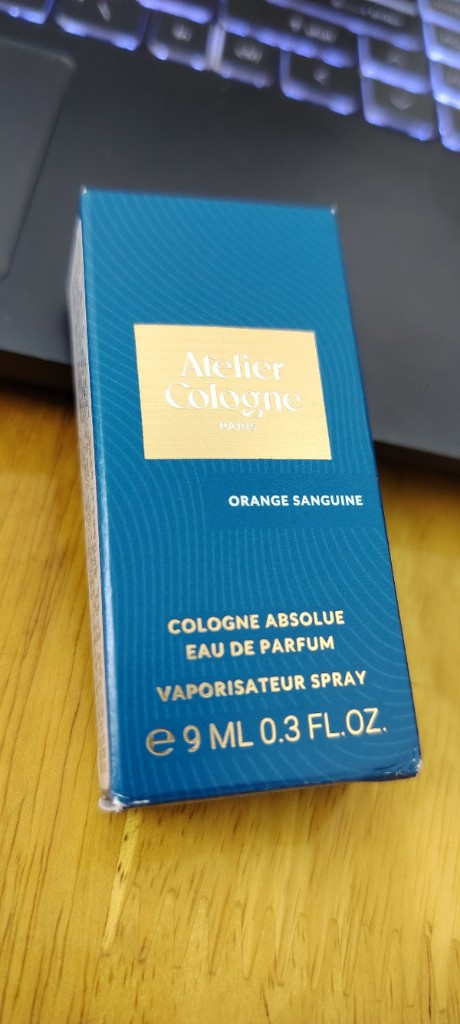 Atelier
Cologne
PARIS
ORANGE SANGUINE
COLOGNE ABSOLUE
EAU DE PARFUM
VAPORISATEUR SPRAY
℮ 9 ML 0.3 FL.OZ.